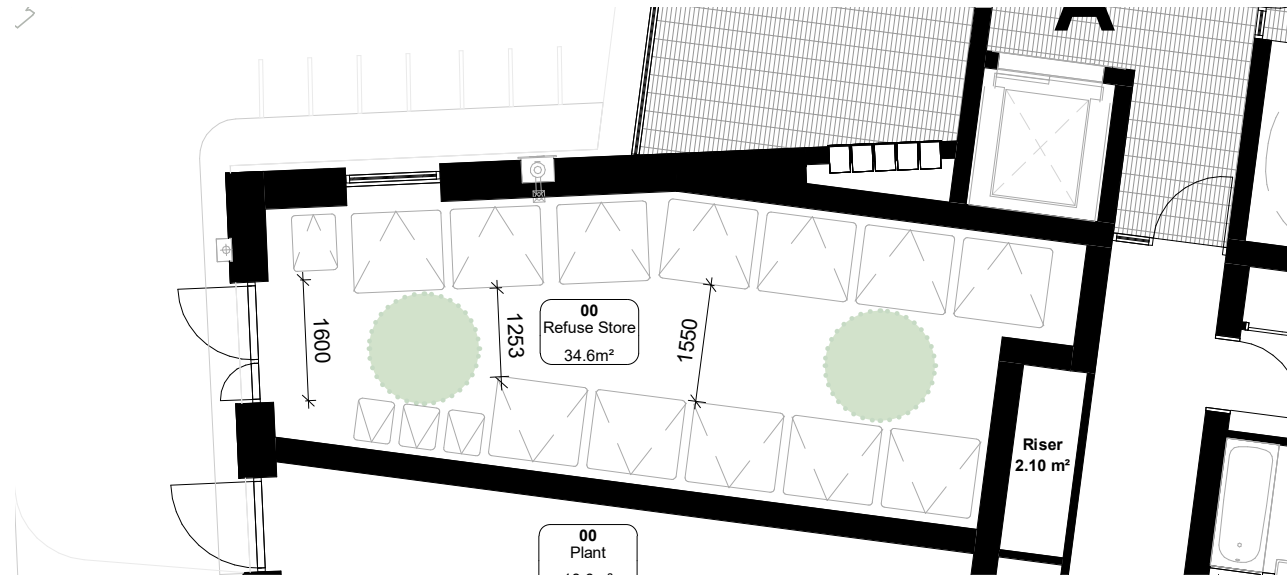 A
1600
1253
00
Refuse Store
34.6m²
1550
Riser
2.10 m²
00
Plant